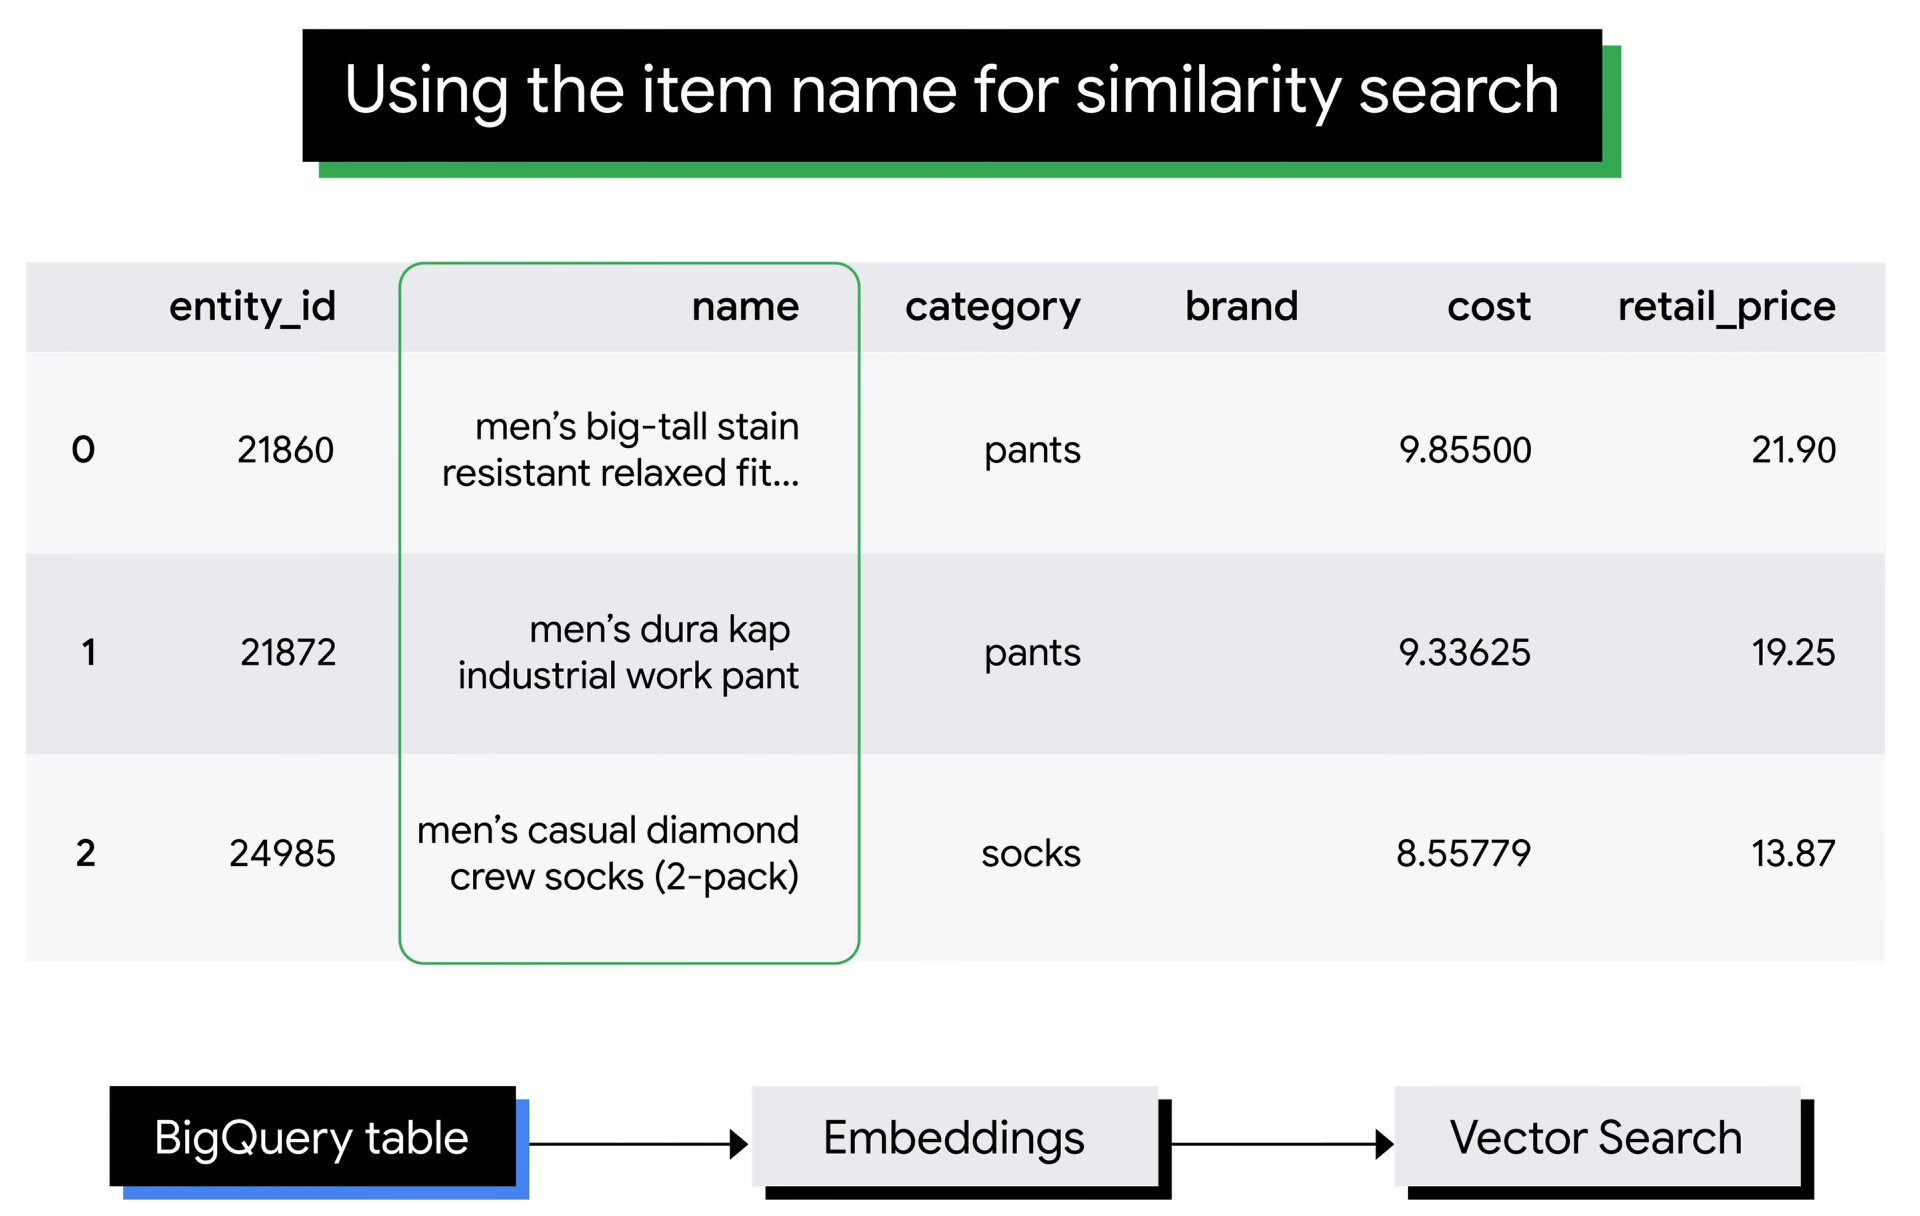 Using the item name for similarity search
entity_id name category brand cost retail_price
0 21860 men’s big-tall stain resistant relaxed fit... pants 9.85500 21.90
1 21872 men’s dura kap industrial work pant pants 9.33625 19.25
2 24985 men’s casual diamond crew socks (2-pack) socks 8.55779 13.87
BigQuery table
Embeddings
Vector Search